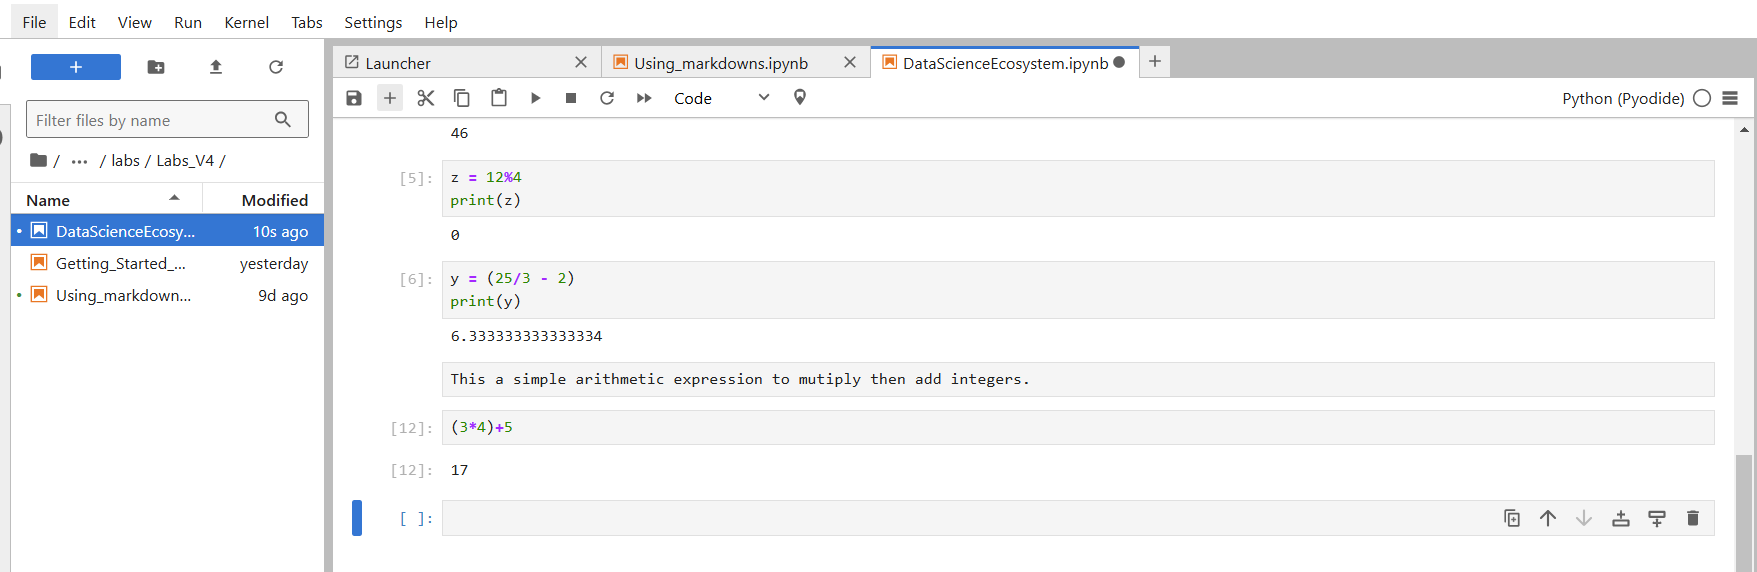 File Edit View Run Kernel Tabs Settings Help
+
Filter files by name
/ ... / labs / Labs_V4 /
Name Modified
DataScienceEcosy... 10s ago
Getting_Started_... yesterday
Using_markdown... 9d ago
Launcher
Using_markdowns.ipynb
DataScienceEcosystem.ipynb
Code
Python (Pyodide)
46
[5]: z = 12%4
print(z)
0
[6]: y = (25/3 - 2)
print(y)
6.333333333333334
This a simple arithmetic expression to mutiply then add integers.
[12]: (3*4)+5
[12]: 17
[ ]: